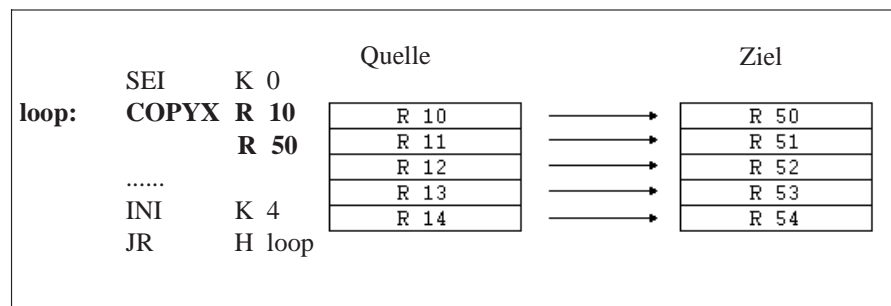 Quelle Ziel
SEI K 0
loop: COPYX R 10
R 50
......
INI K 4
JR H loop
R 10 R 50
R 11 R 51
R 12 R 52
R 13 R 53
R 14 R 54